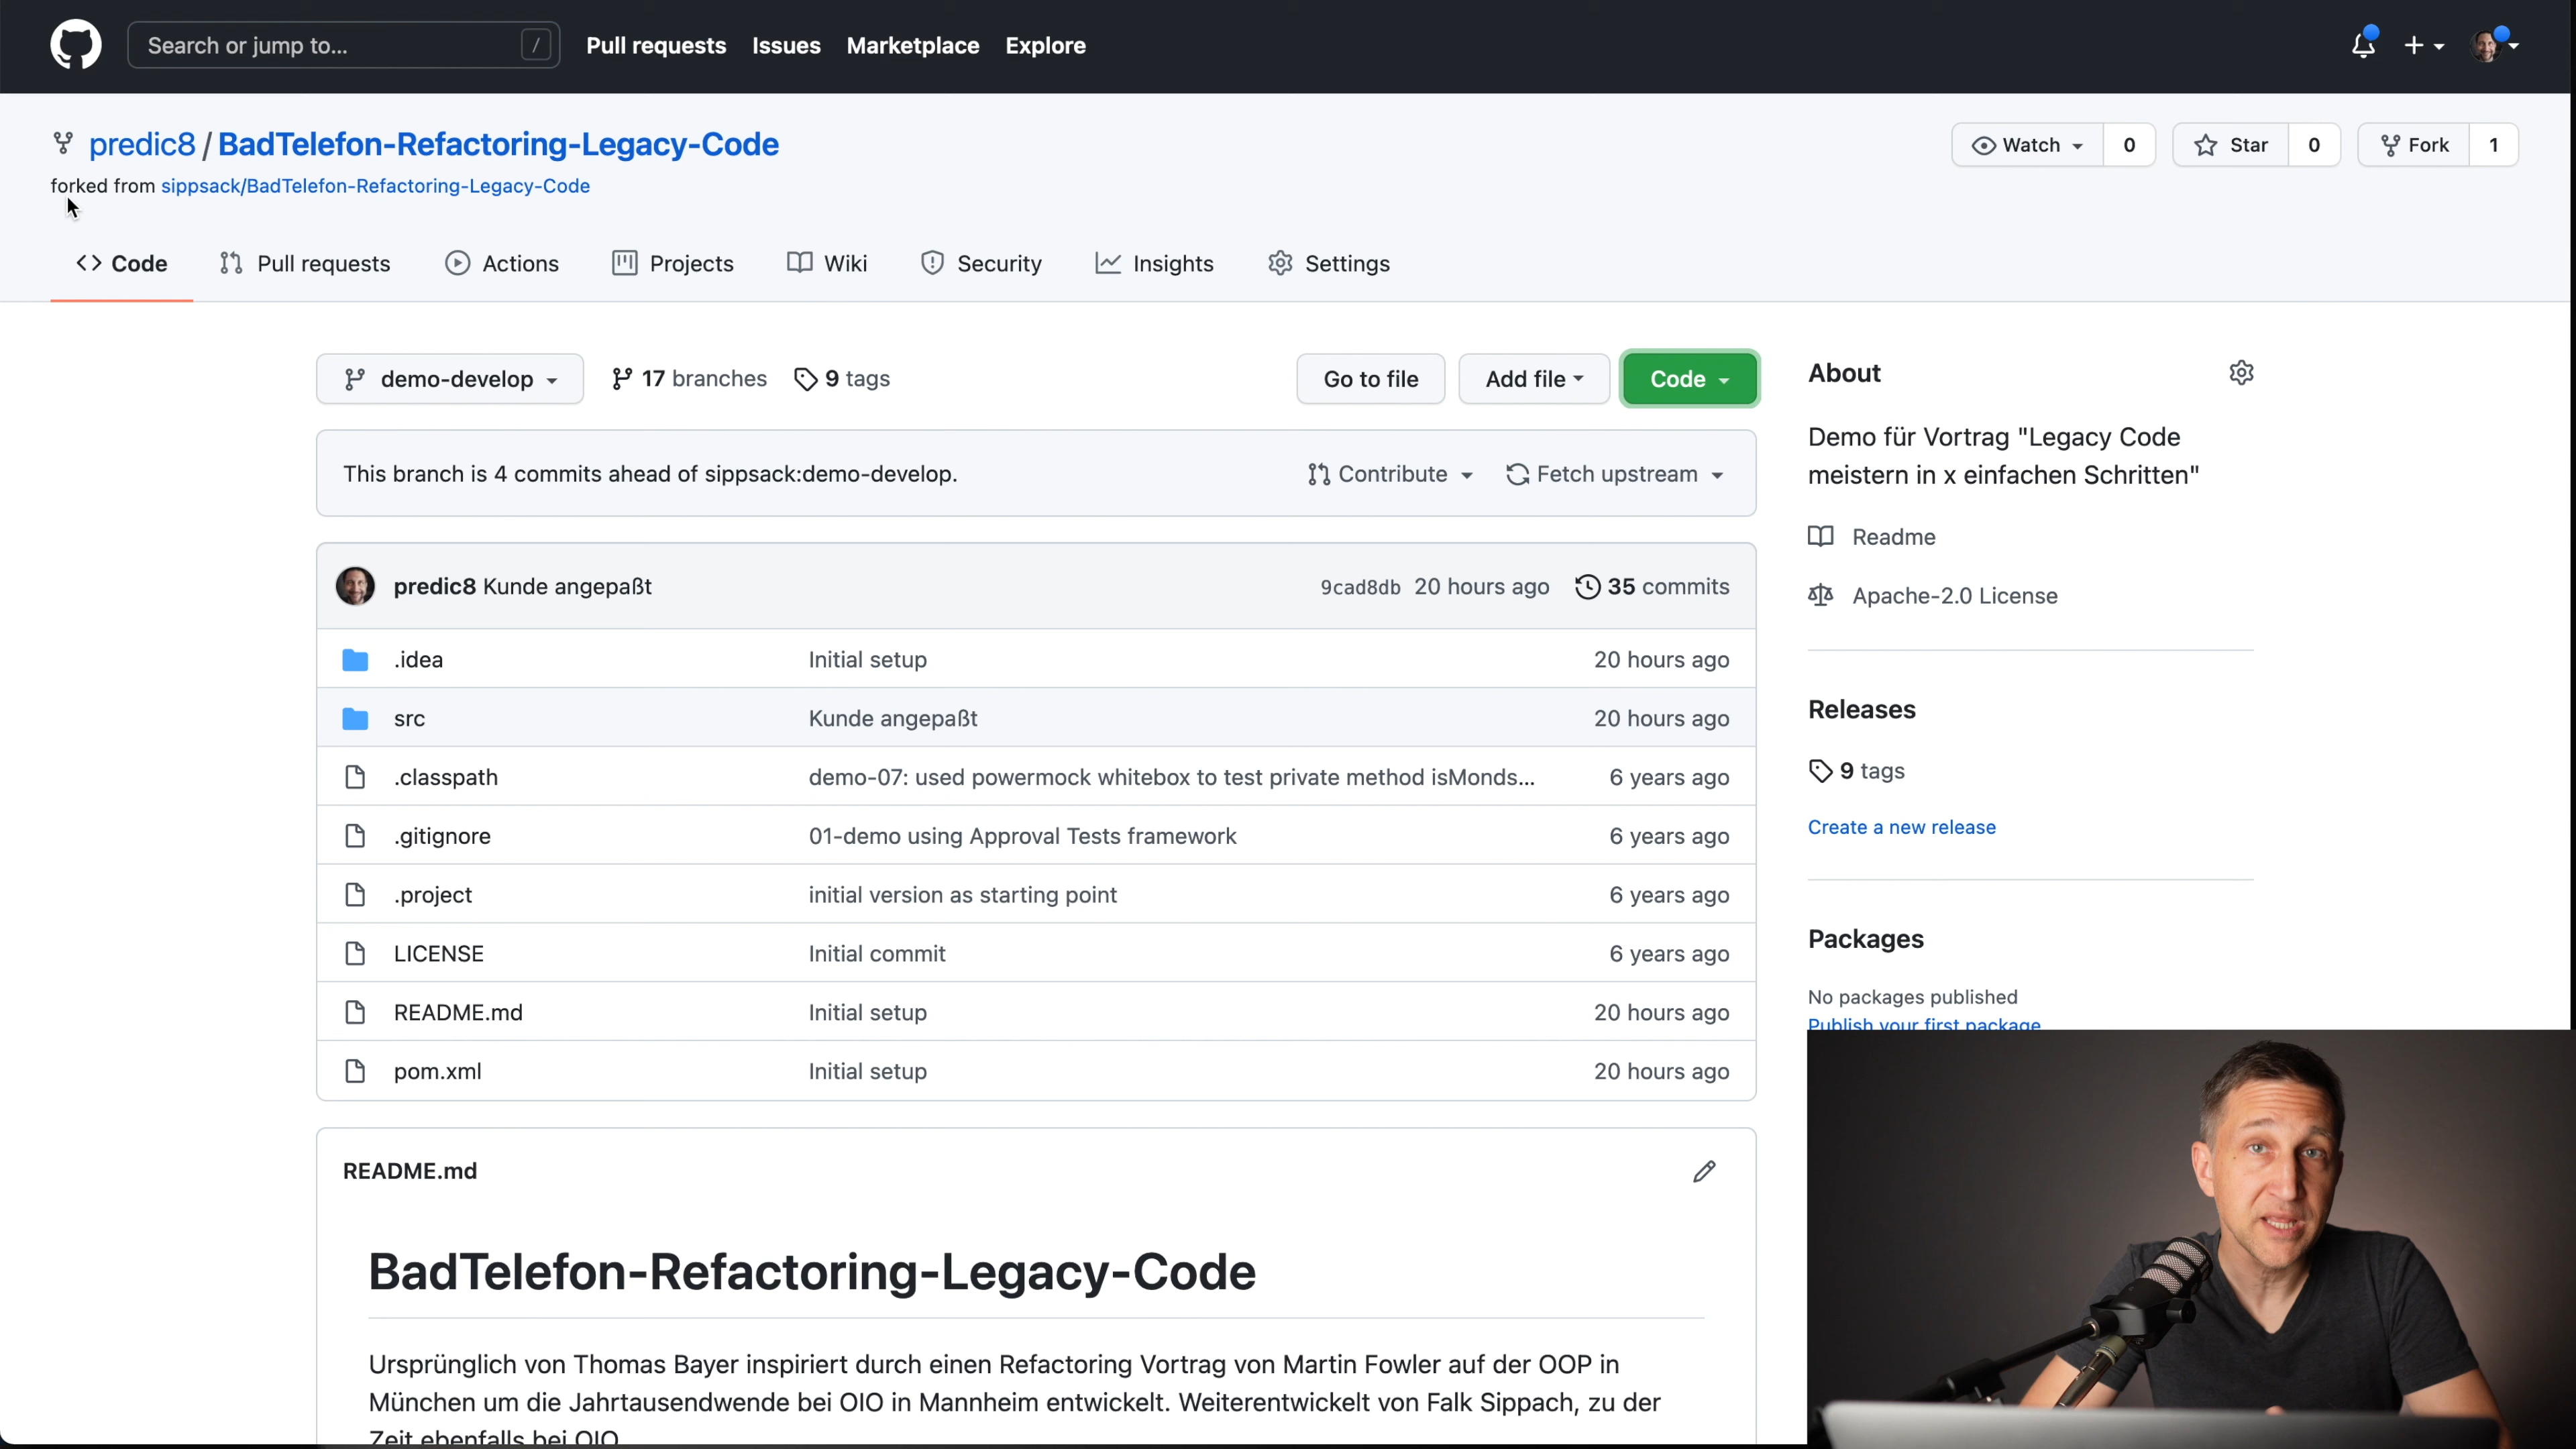 Search or jump to... /
Pull requests Issues Marketplace Explore
predic8 / BadTelefon-Refactoring-Legacy-Code
Watch 0 Star 0 Fork 1
forked from sippsack/BadTelefon-Refactoring-Legacy-Code
Code Pull requests Actions Projects Wiki Security Insights Settings
demo-develop 17 branches 9 tags Go to file Add file Code
This branch is 4 commits ahead of sippsack:demo-develop. Contribute Fetch upstream
predic8 Kunde angepaßt 9cad8db 20 hours ago 35 commits
.idea Initial setup 20 hours ago
src Kunde angepaßt 20 hours ago
.classpath demo-07: used powermock whitebox to test private method isMonds... 6 years ago
.gitignore 01-demo using Approval Tests framework 6 years ago
.project initial version as starting point 6 years ago
LICENSE Initial commit 6 years ago
README.md Initial setup 20 hours ago
pom.xml Initial setup 20 hours ago
README.md
BadTelefon-Refactoring-Legacy-Code
Ursprünglich von Thomas Bayer inspiriert durch einen Refactoring Vortrag von Martin Fowler auf der OOP in
München um die Jahrtausendwende bei OIO in Mannheim entwickelt. Weiterentwickelt von Falk Sippach, zu der
Zeit ebenfalls bei OIO
About
Demo für Vortrag "Legacy Code
meistern in x einfachen Schritten"
Readme
Apache-2.0 License
Releases
9 tags
Create a new release
Packages
No packages published
Publish your first package